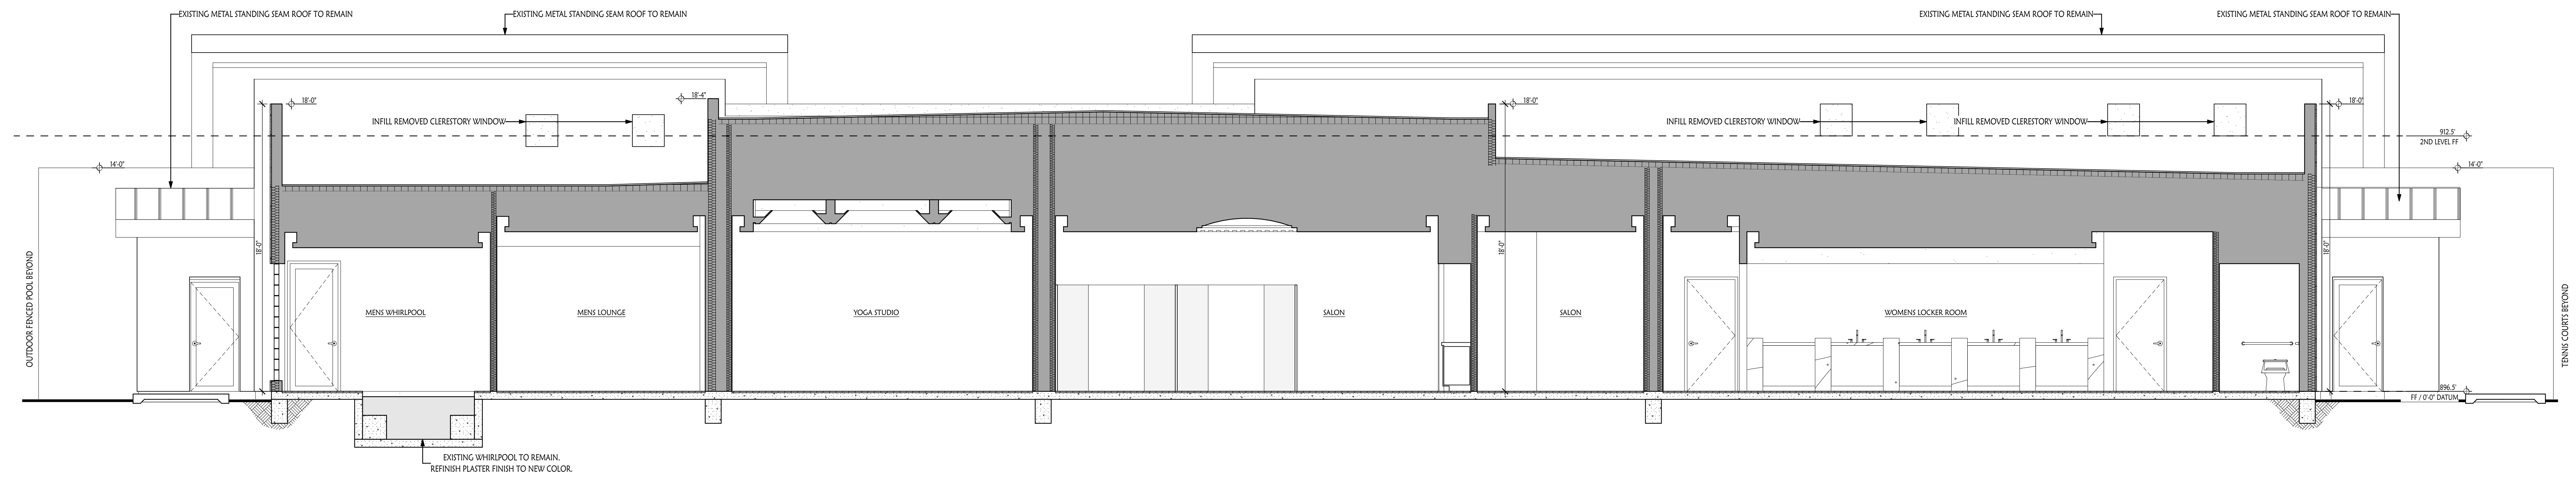 EXISTING METAL STANDING SEAM ROOF TO REMAIN
EXISTING METAL STANDING SEAM ROOF TO REMAIN
EXISTING METAL STANDING SEAM ROOF TO REMAIN
EXISTING METAL STANDING SEAM ROOF TO REMAIN
18'-0"
18'-4"
18'-0"
18'-0"
INFILL REMOVED CLERESTORY WINDOW
INFILL REMOVED CLERESTORY WINDOW
INFILL REMOVED CLERESTORY WINDOW
912.5'
2ND LEVEL FF
14'-0"
14'-0"
18'-0"
18'-0"
18'-0"
OUTDOOR FENCED POOL BEYOND
MENS WHIRLPOOL
MENS LOUNGE
YOGA STUDIO
SALON
SALON
WOMENS LOCKER ROOM
TENNIS COURTS BEYOND
896.5'
FF / 0'-0" DATUM
EXISTING WHIRLPOOL TO REMAIN.
REFINISH PLASTER FINISH TO NEW COLOR.